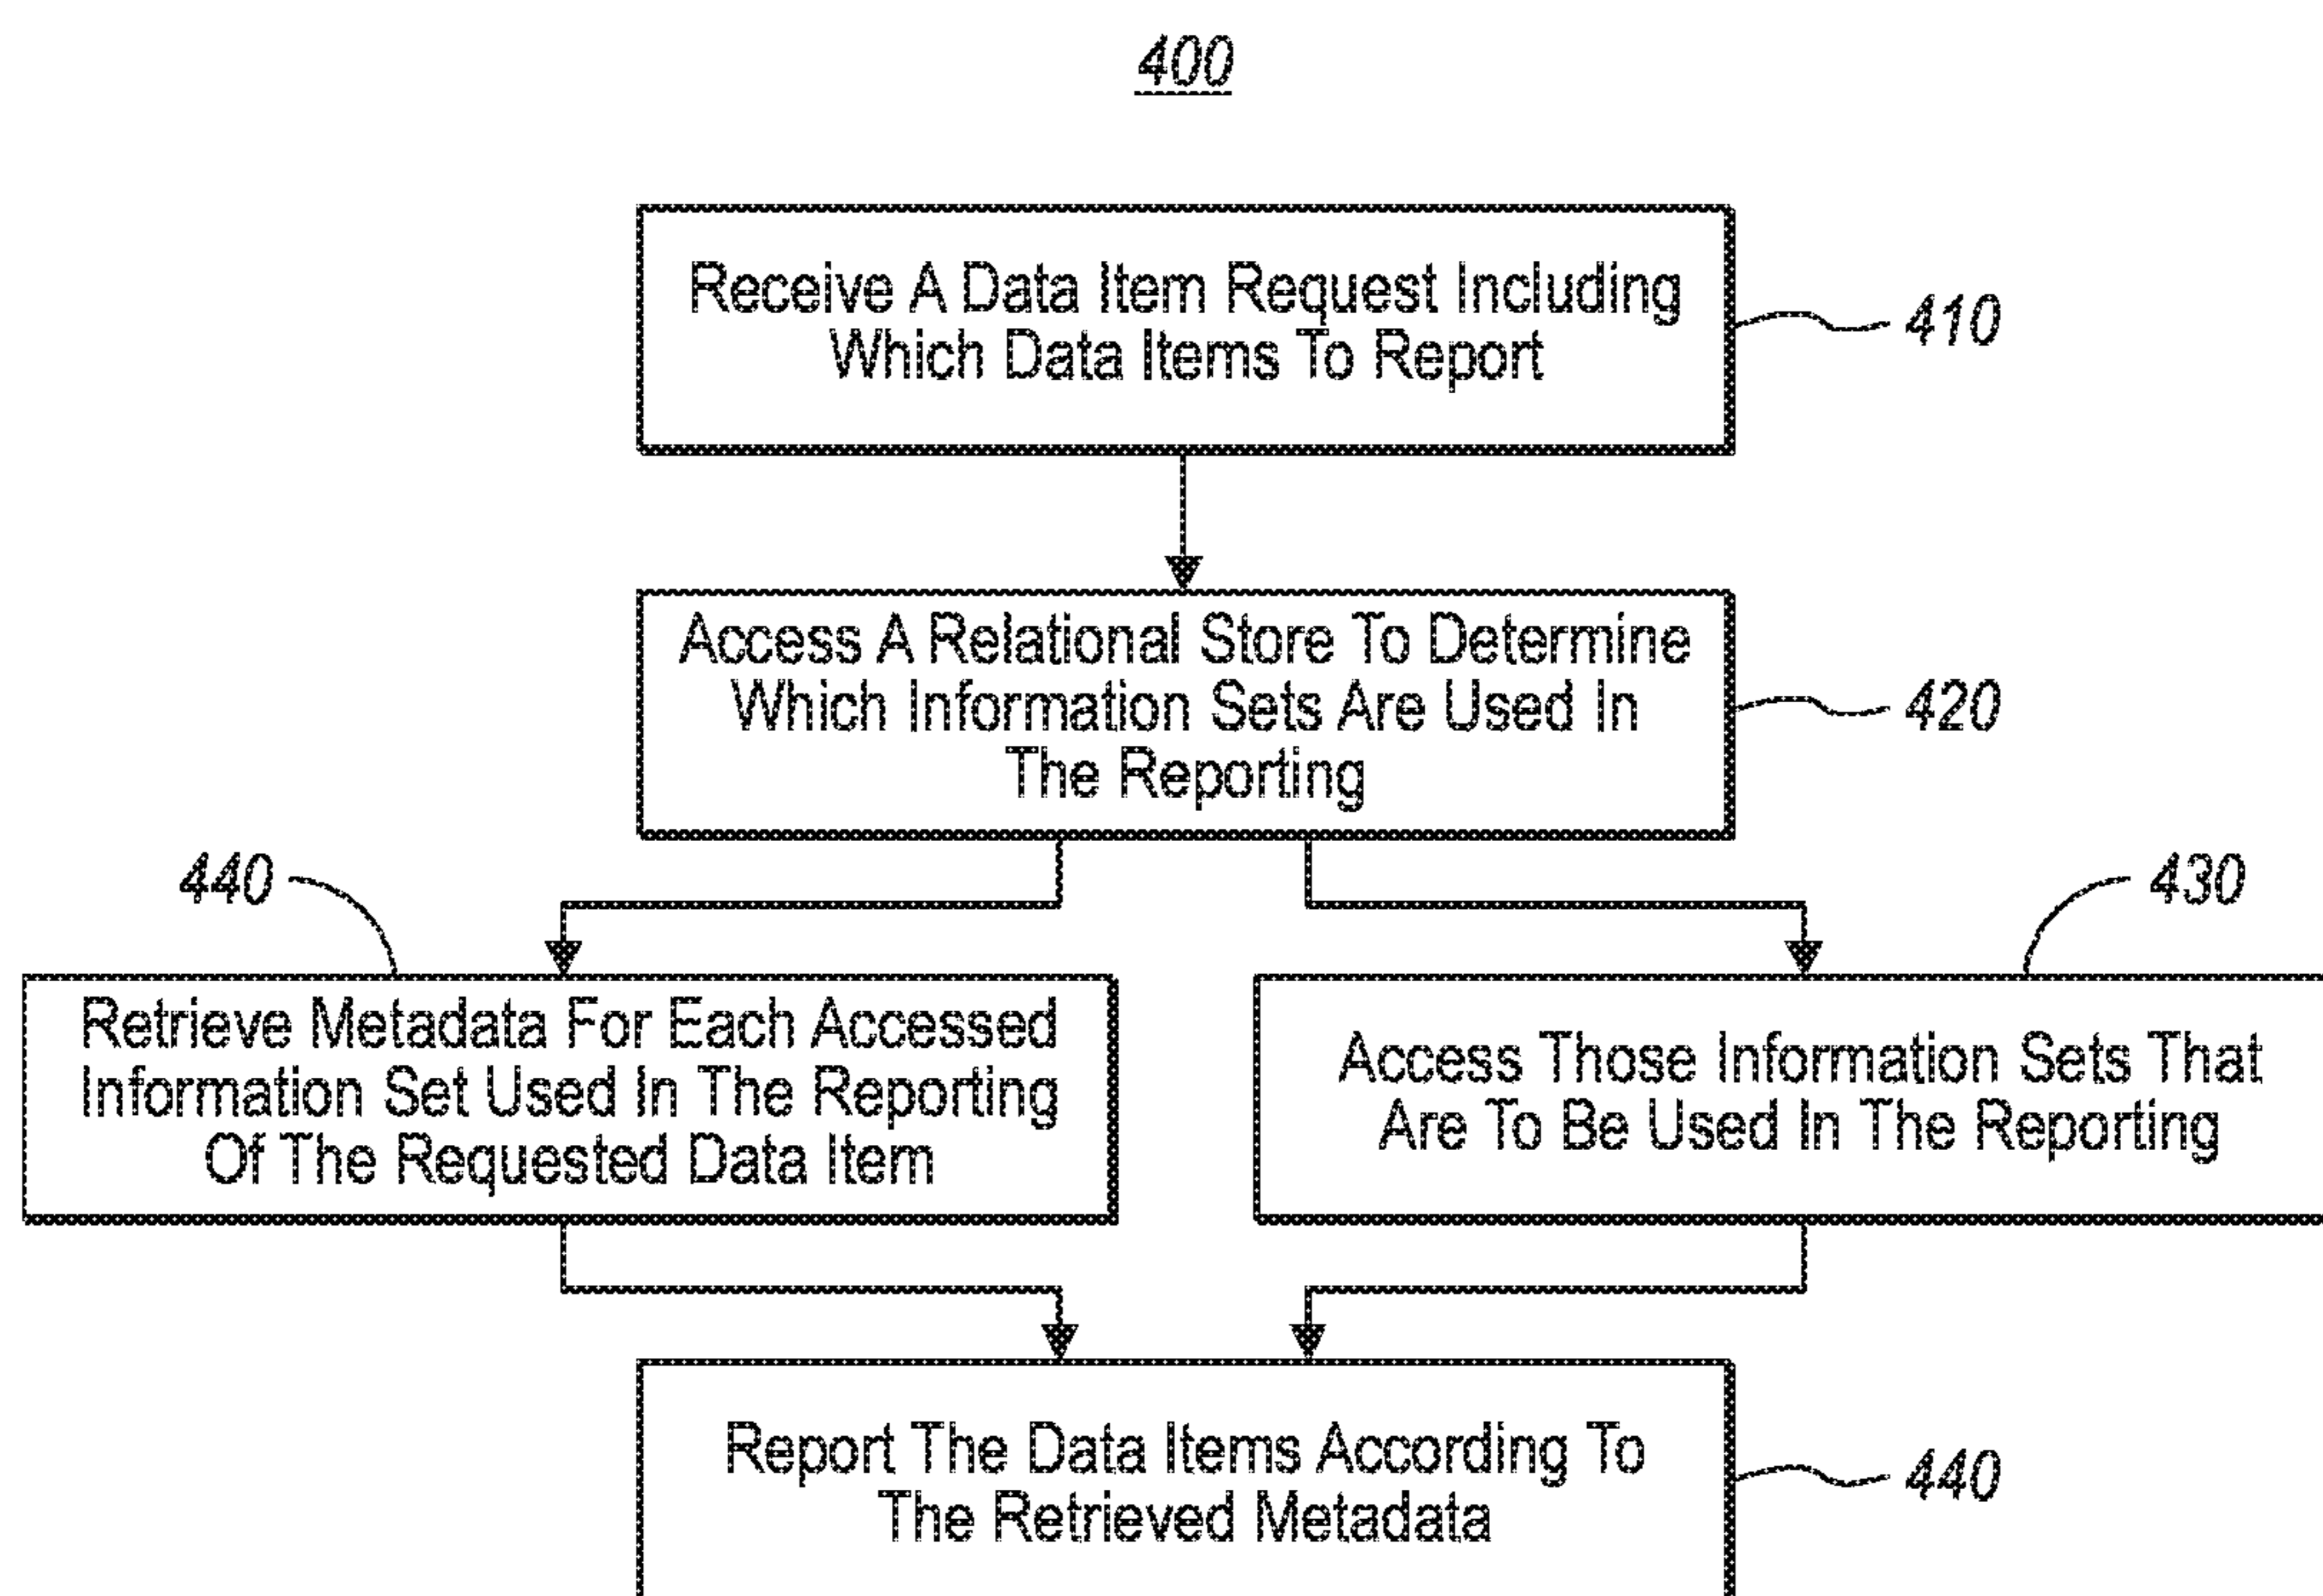 400
Receive A Data Item Request Including
Which Data Items To Report
410
Access A Relational Store To Determine
Which Information Sets Are Used In
The Reporting
420
440
430
Retrieve Metadata For Each Accessed
Information Set Used In The Reporting
Of The Requested Data Item
Access Those Information Sets That
Are To Be Used In The Reporting
Report The Data Items According To
The Retrieved Metadata
440